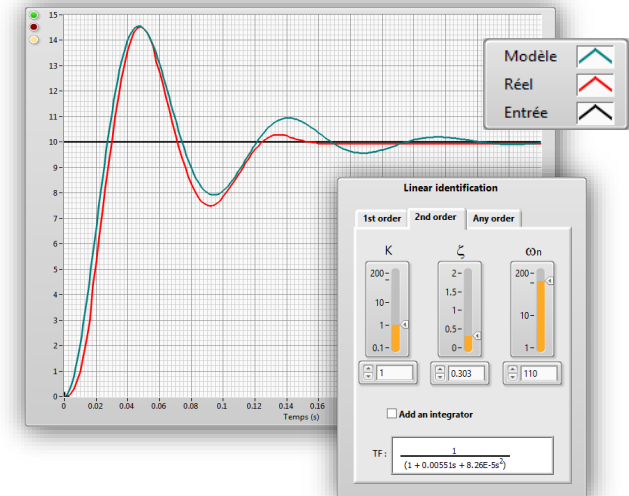 15-
14-
13-
12-
11-
10-
9-
8-
7-
6-
5-
4-
3-
2-
1-
0-
0 0.02 0.04 0.06 0.08 0.1 0.12 0.14 0.16
Temps (s)
Modèle
Réel
Entrée
Linear identification
1st order 2nd order Any order
K ζ ωn
200- 2- 200-
10- 1.5-
1- 1- 10-
0.5-
0.1- 0- 1-
1 0.303 110
Add an integrator
TF : 1
(1 + 0.00551s + 8.26E-5s²)